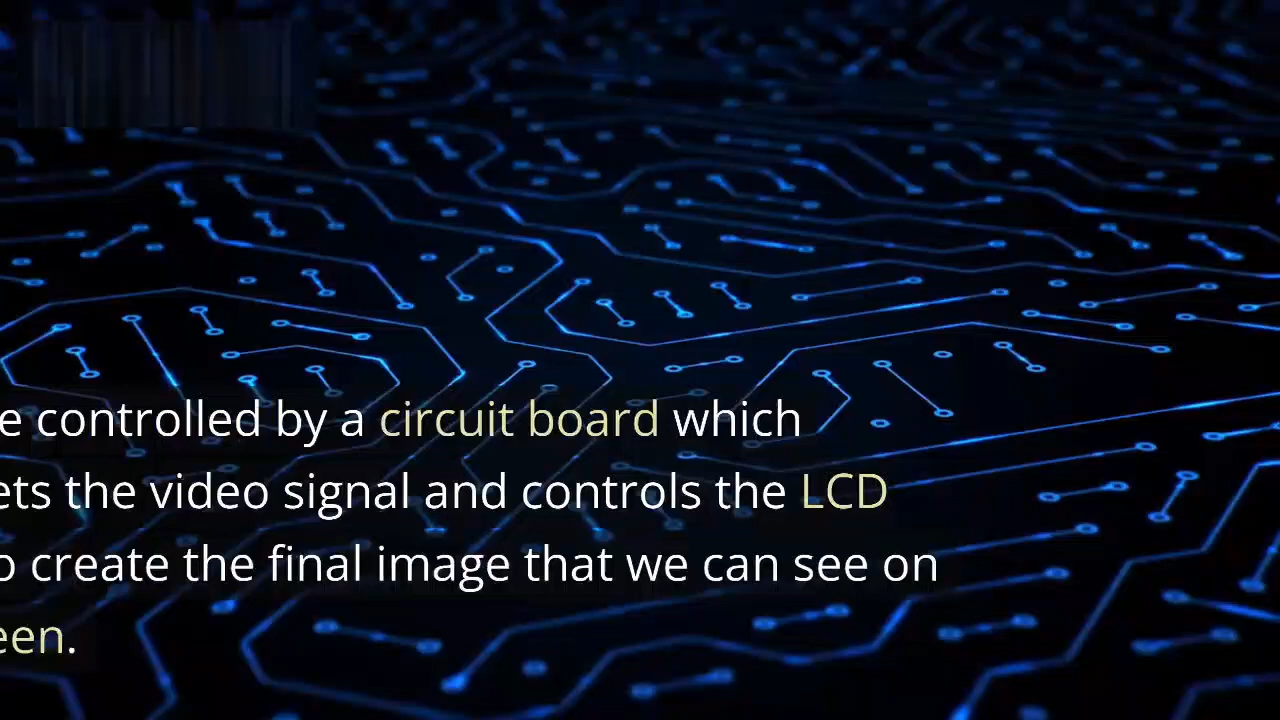 e controlled by a circuit board which
ets the video signal and controls the LCD
o create the final image that we can see on
een.